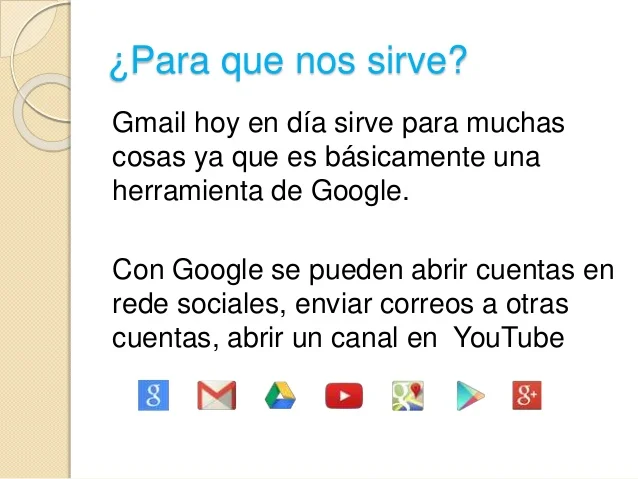 ¿Para que nos sirve?
Gmail hoy en día sirve para muchas
cosas ya que es básicamente una
herramienta de Google.
Con Google se pueden abrir cuentas en
rede sociales, enviar correos a otras
cuentas, abrir un canal en YouTube
g g g+